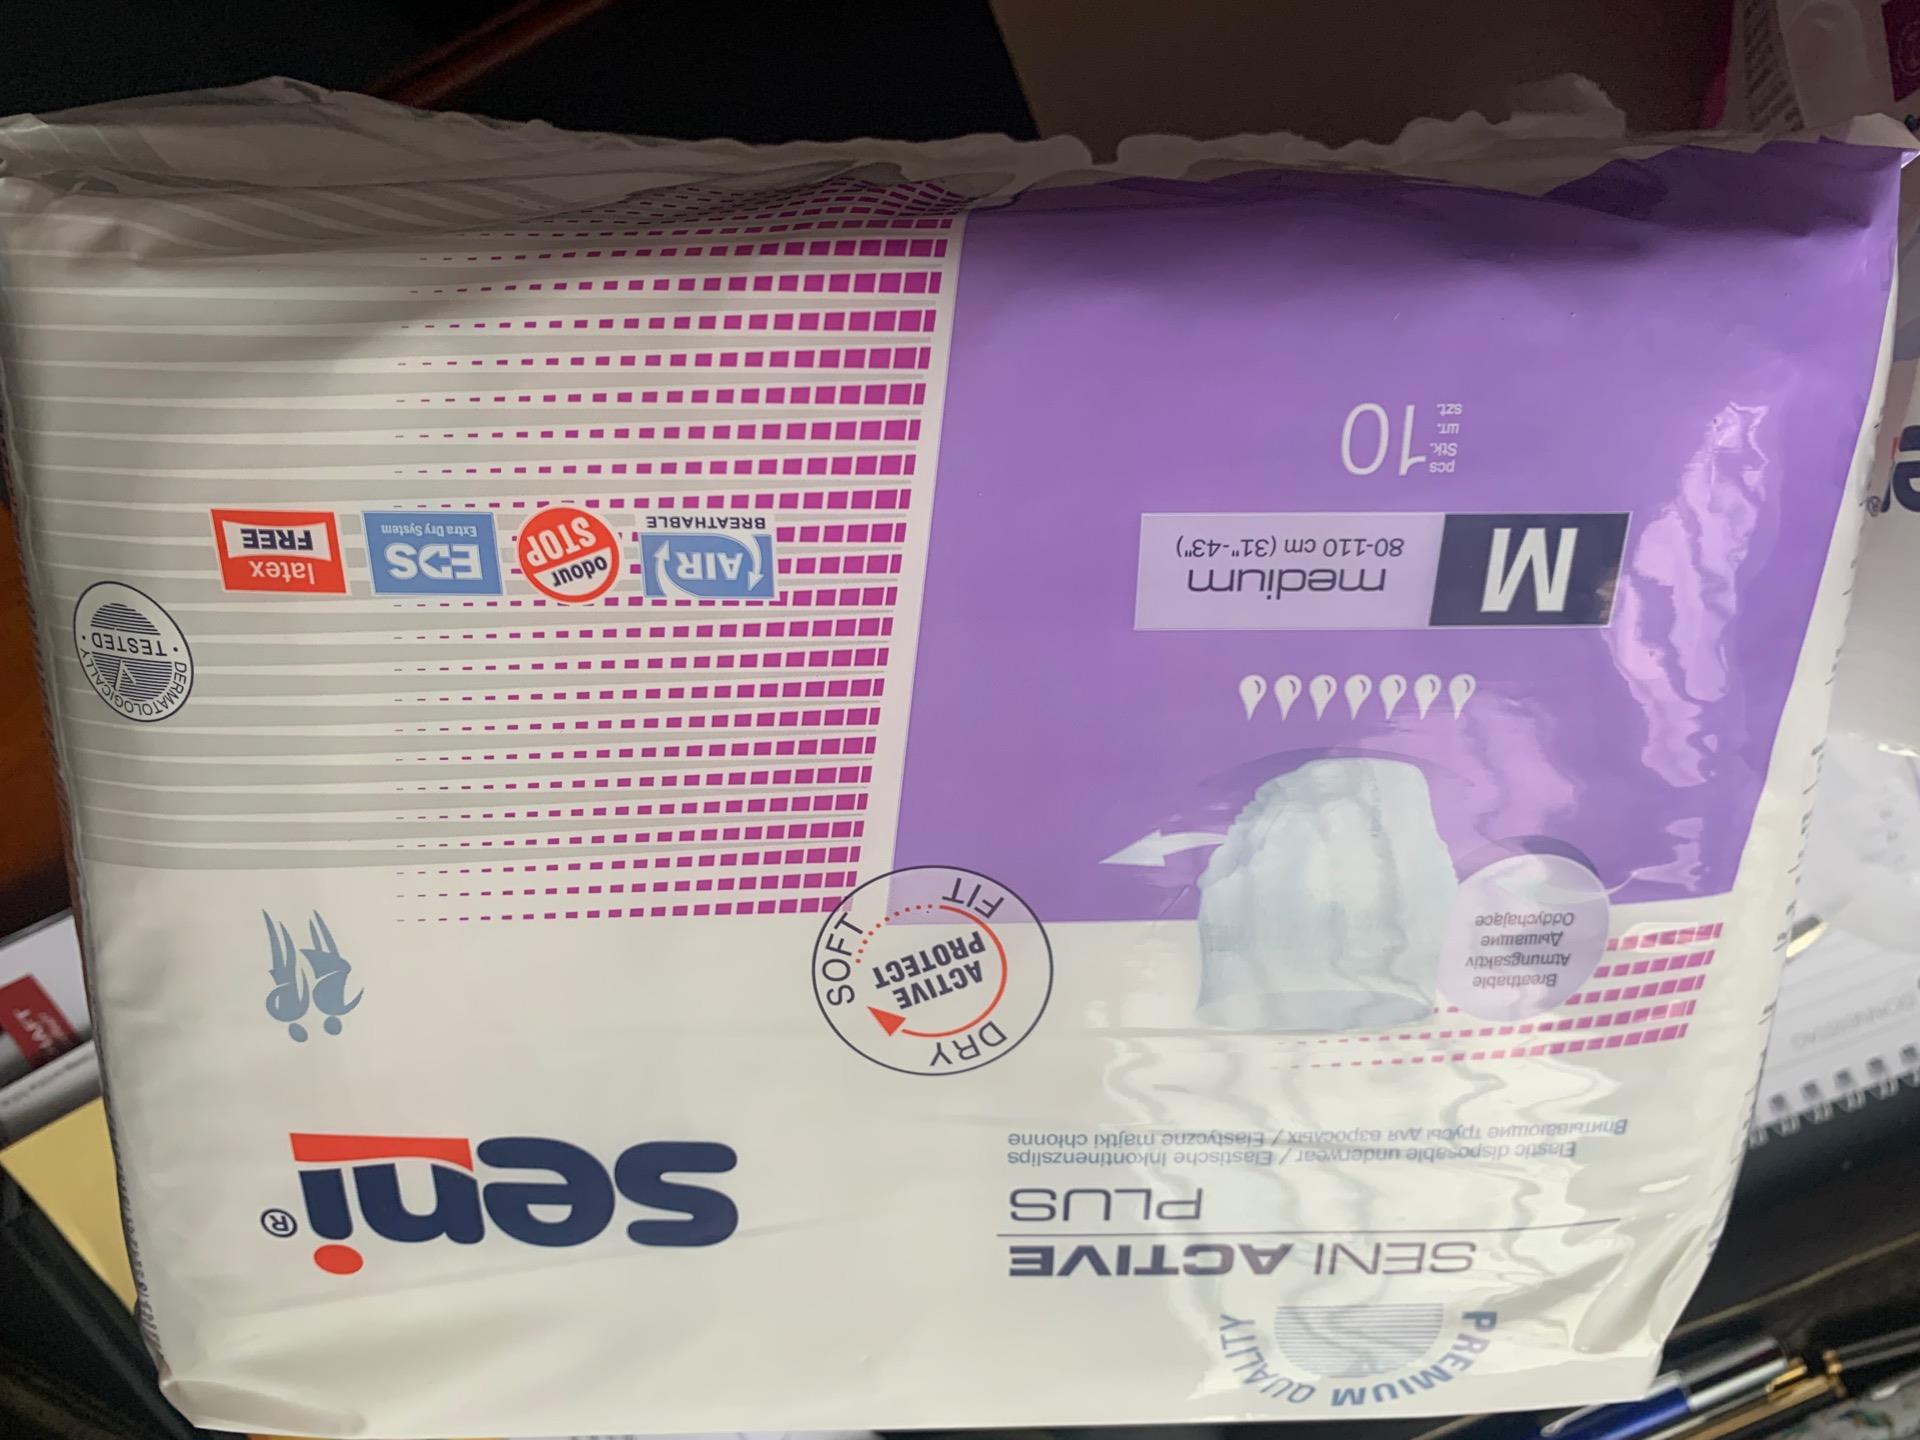 PREMIUM QUALITY
SENI ACTIVE
PLUS
Elastic disposable underwear / Elastische Inkontinenzslips
Впитывающие трусы для взрослых / Elastyczne majtki chłonne
seni®
Breathable
Atmungsaktiv
Дышащие
Oddychające
DRY
SOFT
FIT
ACTIVE
PROTECT
M
medium
80-110 cm (31"-43")
pcs
Stk.
шт.
szt.
10
AIR
BREATHABLE
odour
STOP
EDS
Extra Dry System
latex
FREE
DERMATOLOGICALLY
• TESTED •
DONNERSTAG